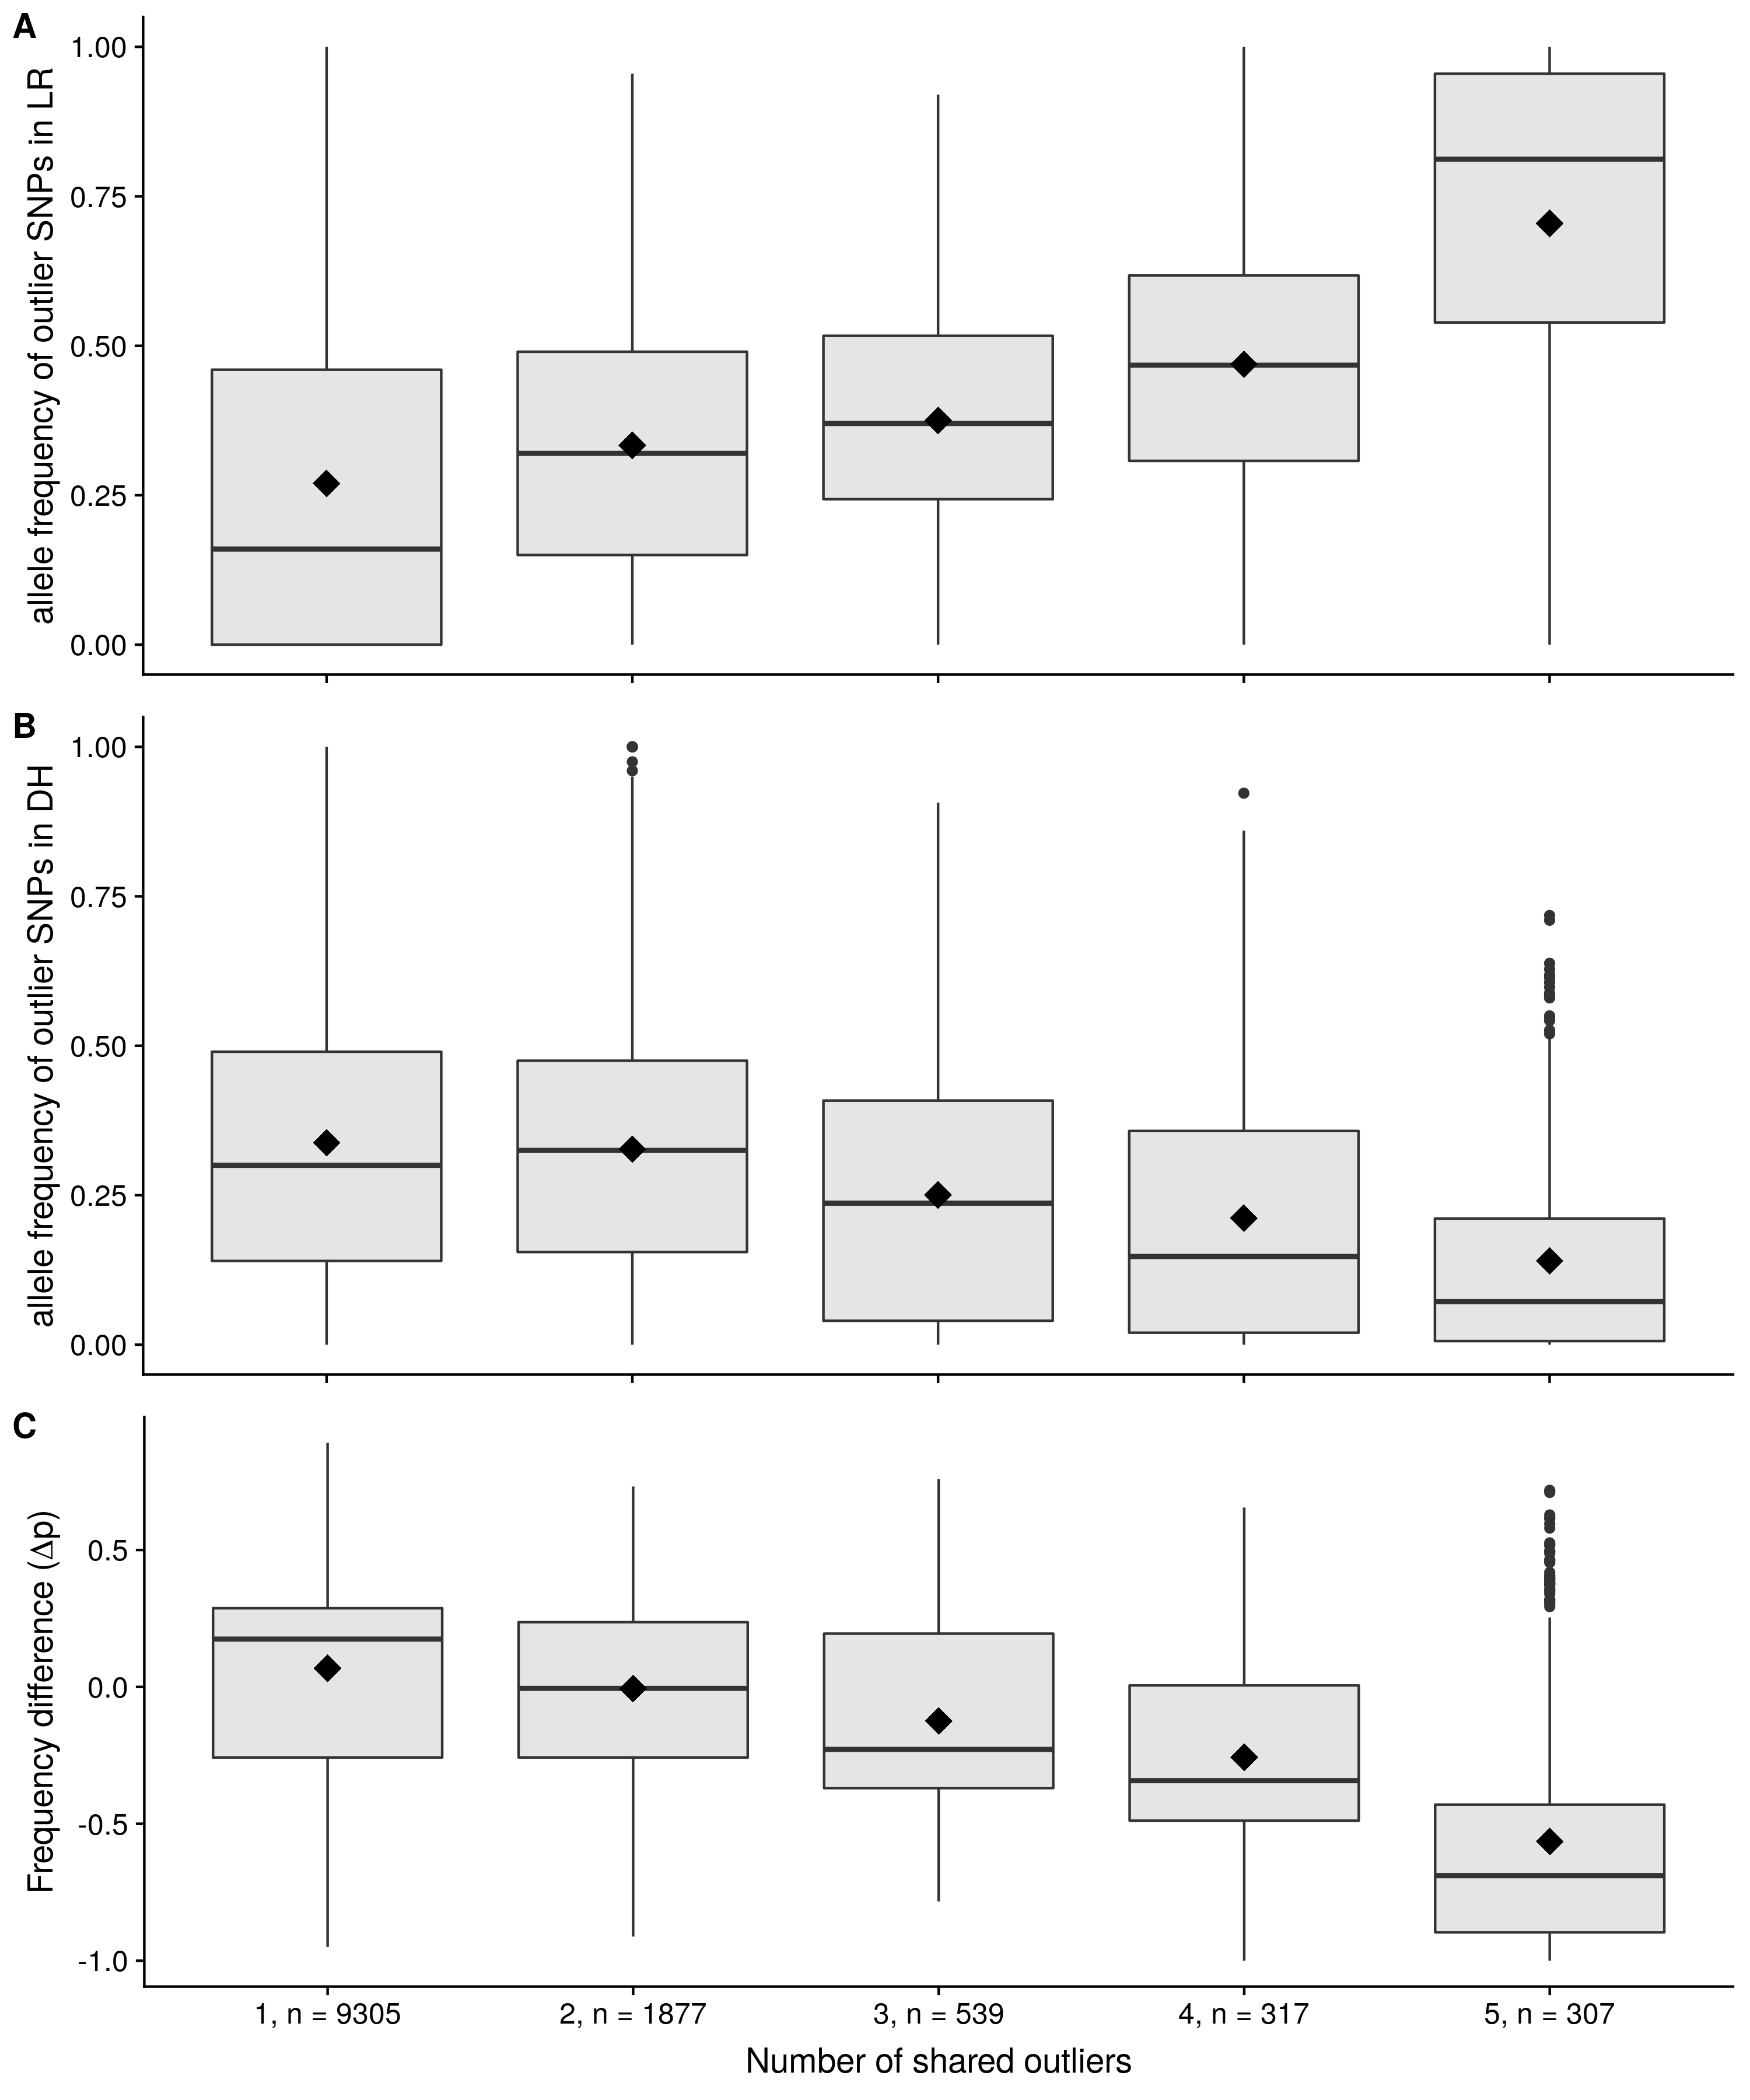 A
allele frequency of outlier SNPs in LR
1.00
0.75
0.50
0.25
0.00
B
allele frequency of outlier SNPs in DH
1.00
0.75
0.50
0.25
0.00
C
Frequency difference (Δp)
0.5
0.0
-0.5
-1.0
1, n = 9305
2, n = 1877
3, n = 539
4, n = 317
5, n = 307
Number of shared outliers